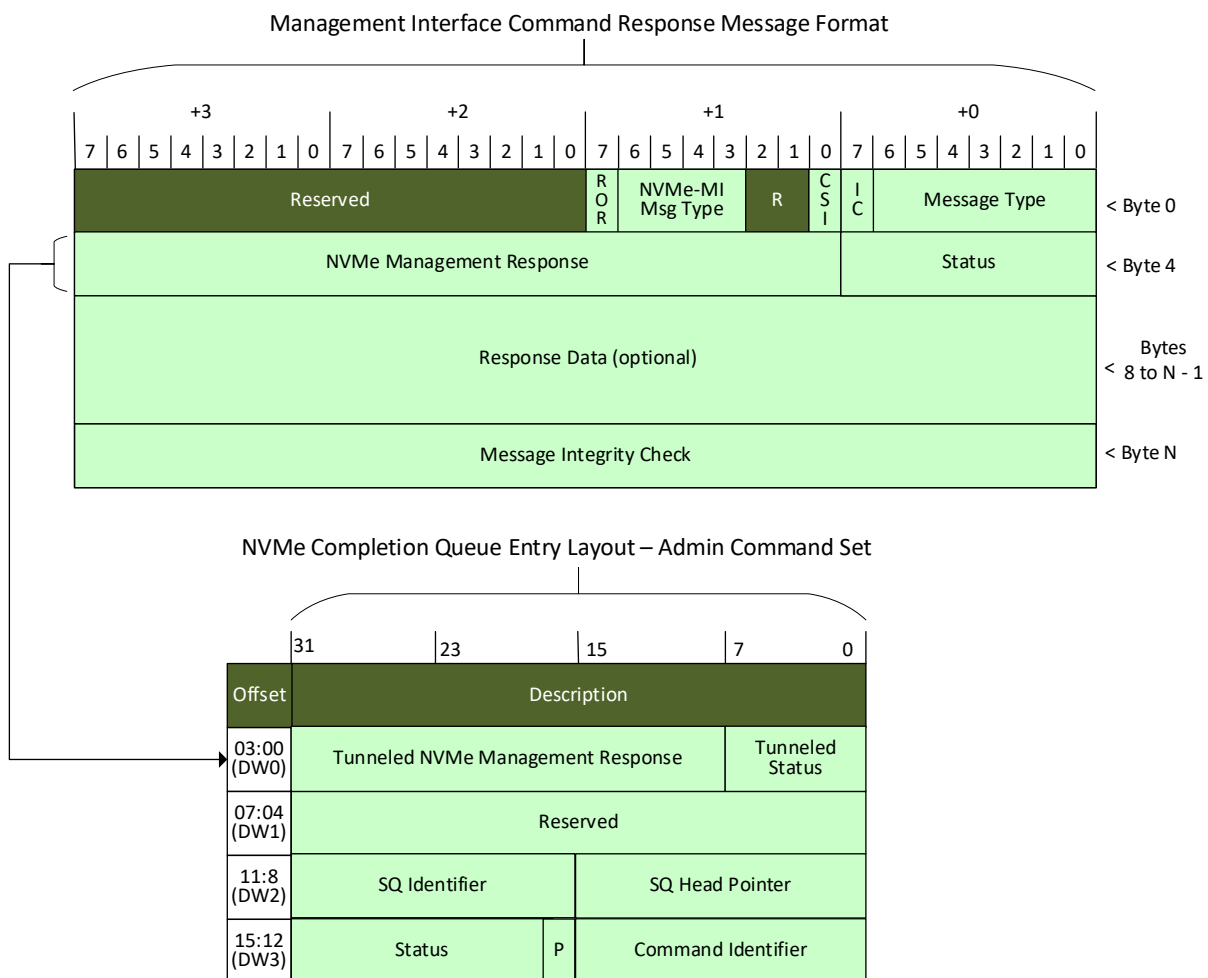 Management Interface Command Response Message Format
+3 +2 +1 +0
7 6 5 4 3 2 1 0 7 6 5 4 3 2 1 0 7 6 5 4 3 2 1 0 7 6 5 4 3 2 1 0
Reserved
R
O
R
NVMe-MI
Msg Type
R
C
S
I
I
C
Message Type
< Byte 0
NVMe Management Response
Status
< Byte 4
Response Data (optional)
Bytes
< 8 to N - 1
Message Integrity Check
< Byte N
NVMe Completion Queue Entry Layout – Admin Command Set
31 23 15 7 0
Offset
Description
03:00
(DW0)
Tunneled NVMe Management Response
Tunneled
Status
07:04
(DW1)
Reserved
11:8
(DW2)
SQ Identifier
SQ Head Pointer
15:12
(DW3)
Status
P
Command Identifier